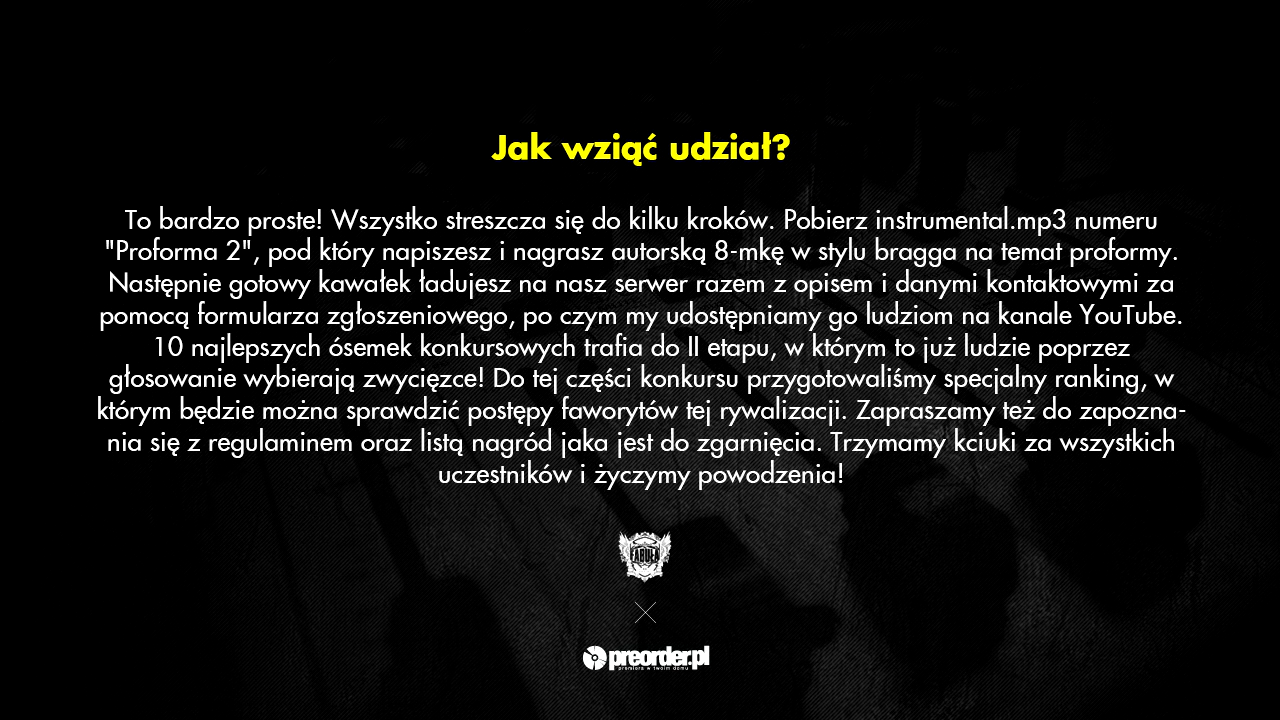 Jak wziąć udział?
To bardzo proste! Wszystko streszcza się do kilku kroków. Pobierz instrumental.mp3 numeru
"Proforma 2", pod który napiszesz i nagrasz autorską 8-mkę w stylu bragga na temat proformy.
Następnie gotowy kawałek ładujesz na nasz serwer razem z opisem i danymi kontaktowymi za
pomocą formularza zgłoszeniowego, po czym my udostępniamy go ludziom na kanale YouTube.
10 najlepszych ósemek konkursowych trafia do II etapu, w którym to już ludzie poprzez
głosowanie wybierają zwycięzce! Do tej części konkursu przygotowaliśmy specjalny ranking, w
którym będzie można sprawdzić postępy faworytów tej rywalizacji. Zapraszamy też do zapozna-
nia się z regulaminem oraz listą nagród jaka jest do zgarnięcia. Trzymamy kciuki za wszystkich
uczestników i życzymy powodzenia!
FABUŁA
preorder.pl
premiera w twoim domu